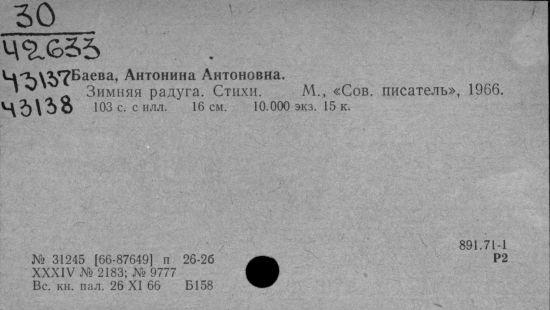 30
42633
43137
43138
Баева, Антонина Антоновна.
Зимняя радуга. Стихи. М., «Сов. писатель», 1966.
103 с. с илл. 16 см. 10.000 экз. 15 к.
891.71-1
Р2
№ 31245 [66-87649] п 26-2б
XXXIV № 2183; № 9777
Вс. кн. пал. 26 XI 66 Б158